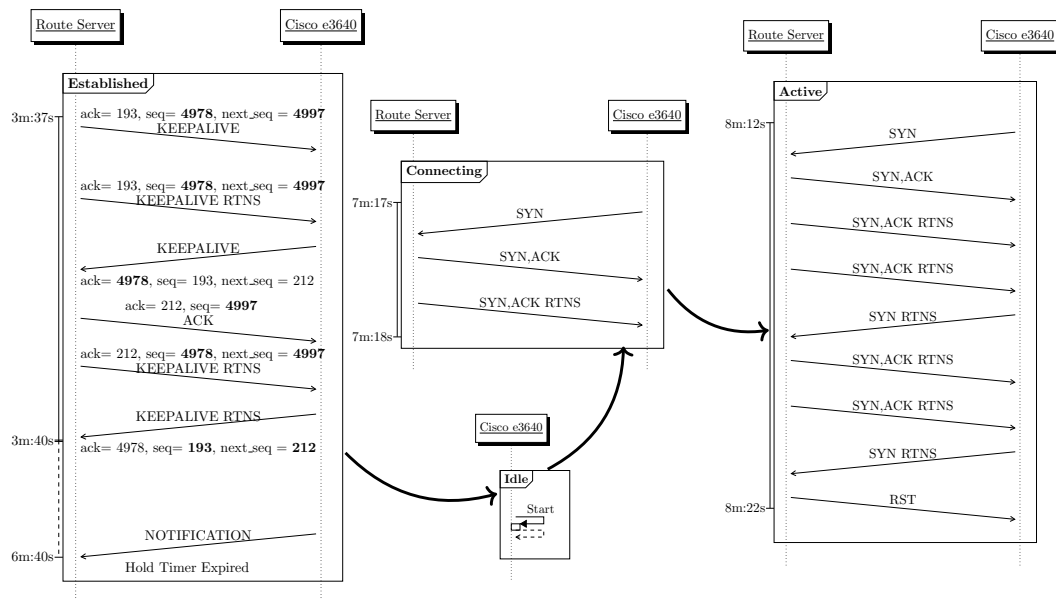 Route Server
Cisco e3640
Established
3m:37s
ack= 193, seq= 4978, next_seq = 4997
KEEPALIVE
ack= 193, seq= 4978, next_seq = 4997
KEEPALIVE RTNS
KEEPALIVE
ack= 4978, seq= 193, next_seq = 212
ack= 212, seq= 4997
ACK
ack= 212, seq= 4978, next_seq = 4997
KEEPALIVE RTNS
KEEPALIVE RTNS
3m:40s
ack= 4978, seq= 193, next_seq = 212
NOTIFICATION
6m:40s
Hold Timer Expired
Route Server
Cisco e3640
Connecting
7m:17s
SYN
SYN,ACK
SYN,ACK RTNS
7m:18s
Cisco e3640
Idle
Start
Route Server
Cisco e3640
Active
8m:12s
SYN
SYN,ACK
SYN,ACK RTNS
SYN,ACK RTNS
SYN RTNS
SYN,ACK RTNS
SYN,ACK RTNS
SYN RTNS
8m:22s
RST